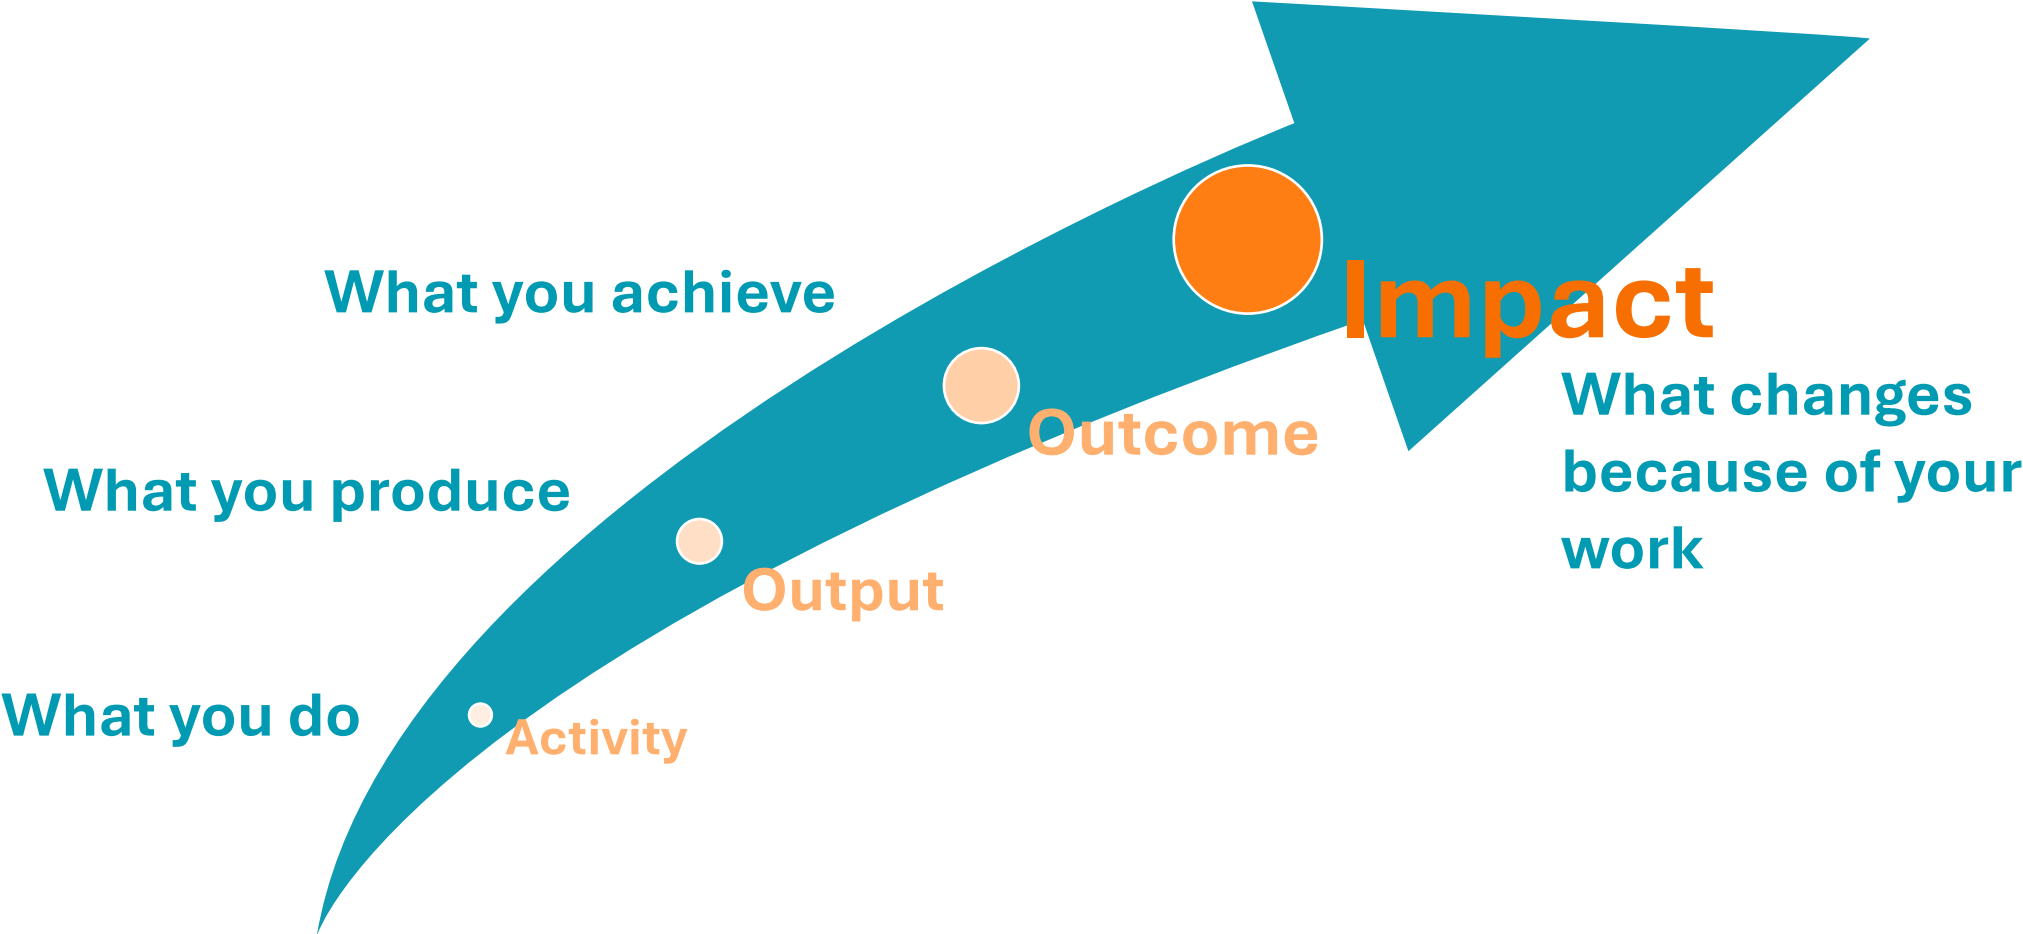 Impact
What you achieve
What changes
because of your
work
Outcome
What you produce
Output
What you do
Activity